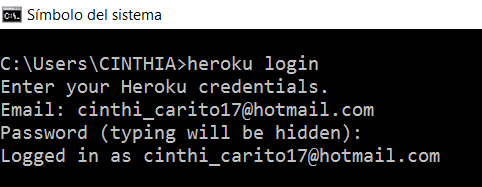 Símbolo del sistema
C:\Users\CINTHIA>heroku login
Enter your Heroku credentials.
Email: cinthi_carito17@hotmail.com
Password (typing will be hidden):
Logged in as cinthi_carito17@hotmail.com